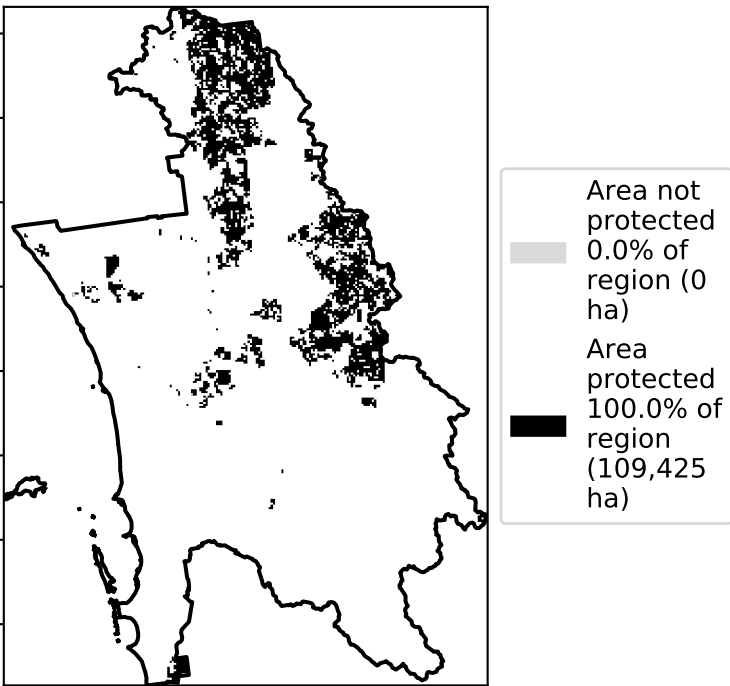 Area not
protected
0.0% of
region (0
ha)
Area
protected
100.0% of
region
(109,425
ha)